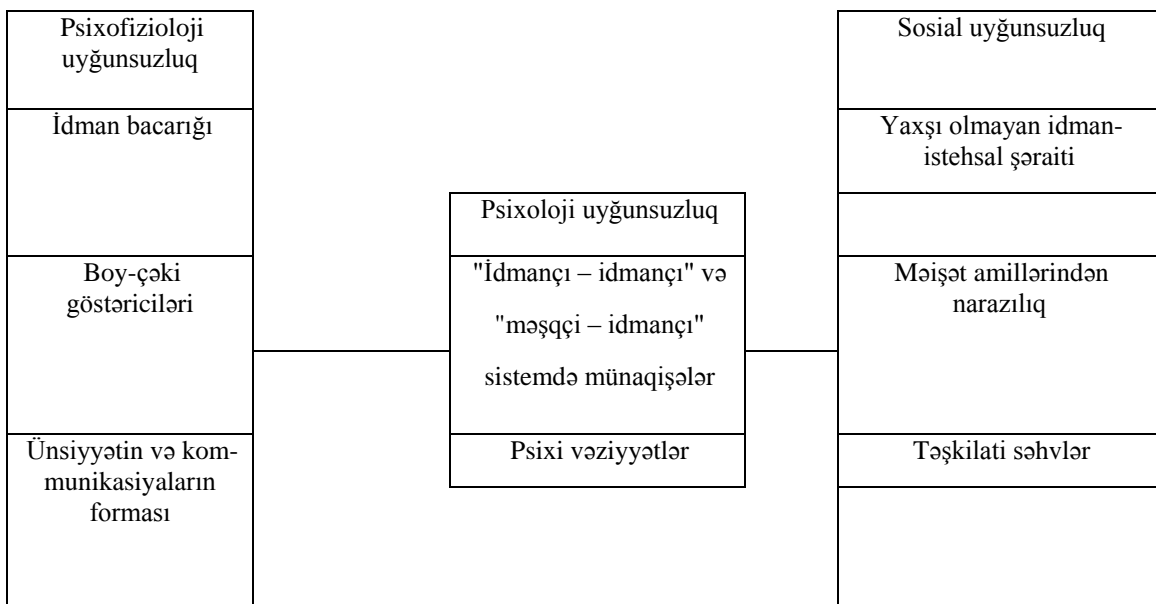 Psixofizioloji
uyğunsuzluq
İdman bacarığı
Boy-çəki
göstəriciləri
Ünsiyyətin və kom-
munikasiyaların
forması
Psixoloji uyğunsuzluq
"İdmançı – idmançı" və
"məşqçi – idmançı"
sistemdə münaqişələr
Psixi vəziyyətlər
Sosial uyğunsuzluq
Yaxşı olmayan idman-
istehsal şəraiti
Məişət amillərindən
narazılıq
Təşkilati səhvlər